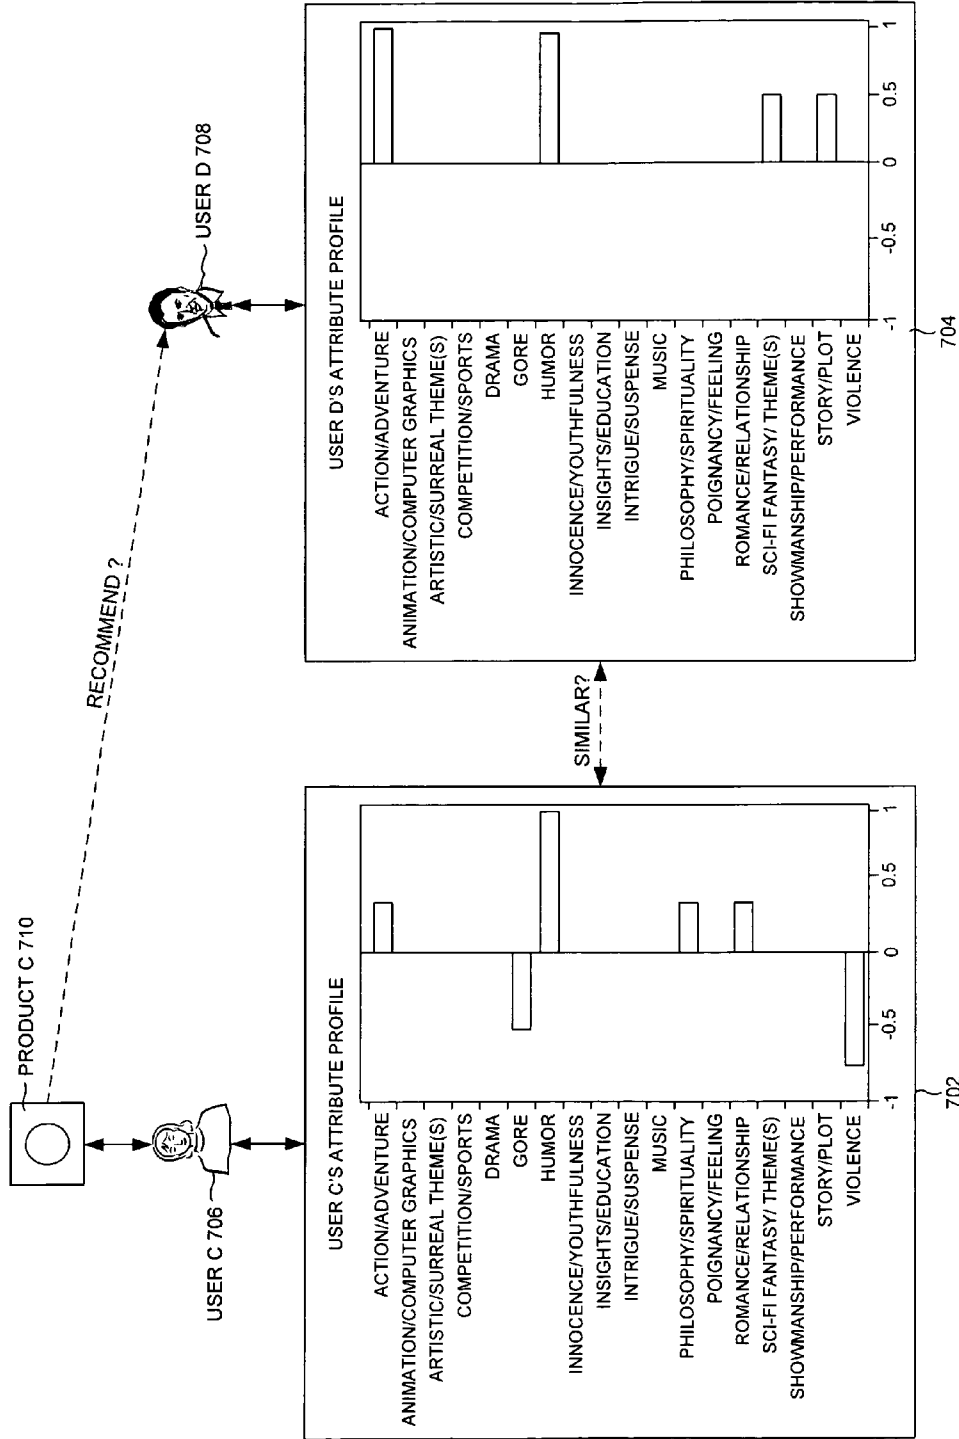 PRODUCT C 710
RECOMMEND ?
USER C 706
USER D 708
USER C'S ATTRIBUTE PROFILE
ACTION/ADVENTURE
ANIMATION/COMPUTER GRAPHICS
ARTISTIC/SURREAL THEME(S)
COMPETITION/SPORTS
DRAMA
GORE
HUMOR
INNOCENCE/YOUTHFULNESS
INSIGHTS/EDUCATION
INTRIGUE/SUSPENSE
MUSIC
PHILOSOPHY/SPIRITUALITY
POIGNANCY/FEELING
ROMANCE/RELATIONSHIP
SCI-FI FANTASY/ THEME(S)
SHOWMANSHIP/PERFORMANCE
STORY/PLOT
VIOLENCE
-1
-0.5
0
0.5
1
702
SIMILAR?
USER D'S ATTRIBUTE PROFILE
ACTION/ADVENTURE
ANIMATION/COMPUTER GRAPHICS
ARTISTIC/SURREAL THEME(S)
COMPETITION/SPORTS
DRAMA
GORE
HUMOR
INNOCENCE/YOUTHFULNESS
INSIGHTS/EDUCATION
INTRIGUE/SUSPENSE
MUSIC
PHILOSOPHY/SPIRITUALITY
POIGNANCY/FEELING
ROMANCE/RELATIONSHIP
SCI-FI FANTASY/ THEME(S)
SHOWMANSHIP/PERFORMANCE
STORY/PLOT
VIOLENCE
-1
-0.5
0
0.5
1
704